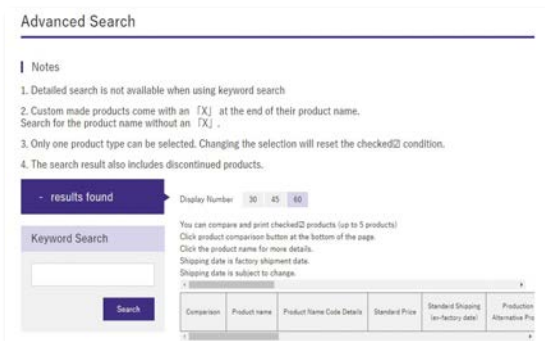 Advanced Search
Notes
1. Detailed search is not available when using keyword search
2. Custom made products come with an 「X」 at the end of their product name.
Search for the product name without an 「X」.
3. Only one product type can be selected. Changing the selection will reset the checked☑ condition.
4. The search result also includes discontinued products.
- results found
Display Number 30 45 60
You can compare and print checked☑ products (up to 5 products)
Click product comparison button at the bottom of the page.
Click the product name for more details.
Shipping date is factory shipment date.
Shipping date is subject to change.
Keyword Search
Search
Comparison Product name Product Name Code Details Standard Price Standard Shipping Production
(ex-factory date) Alternative Pro